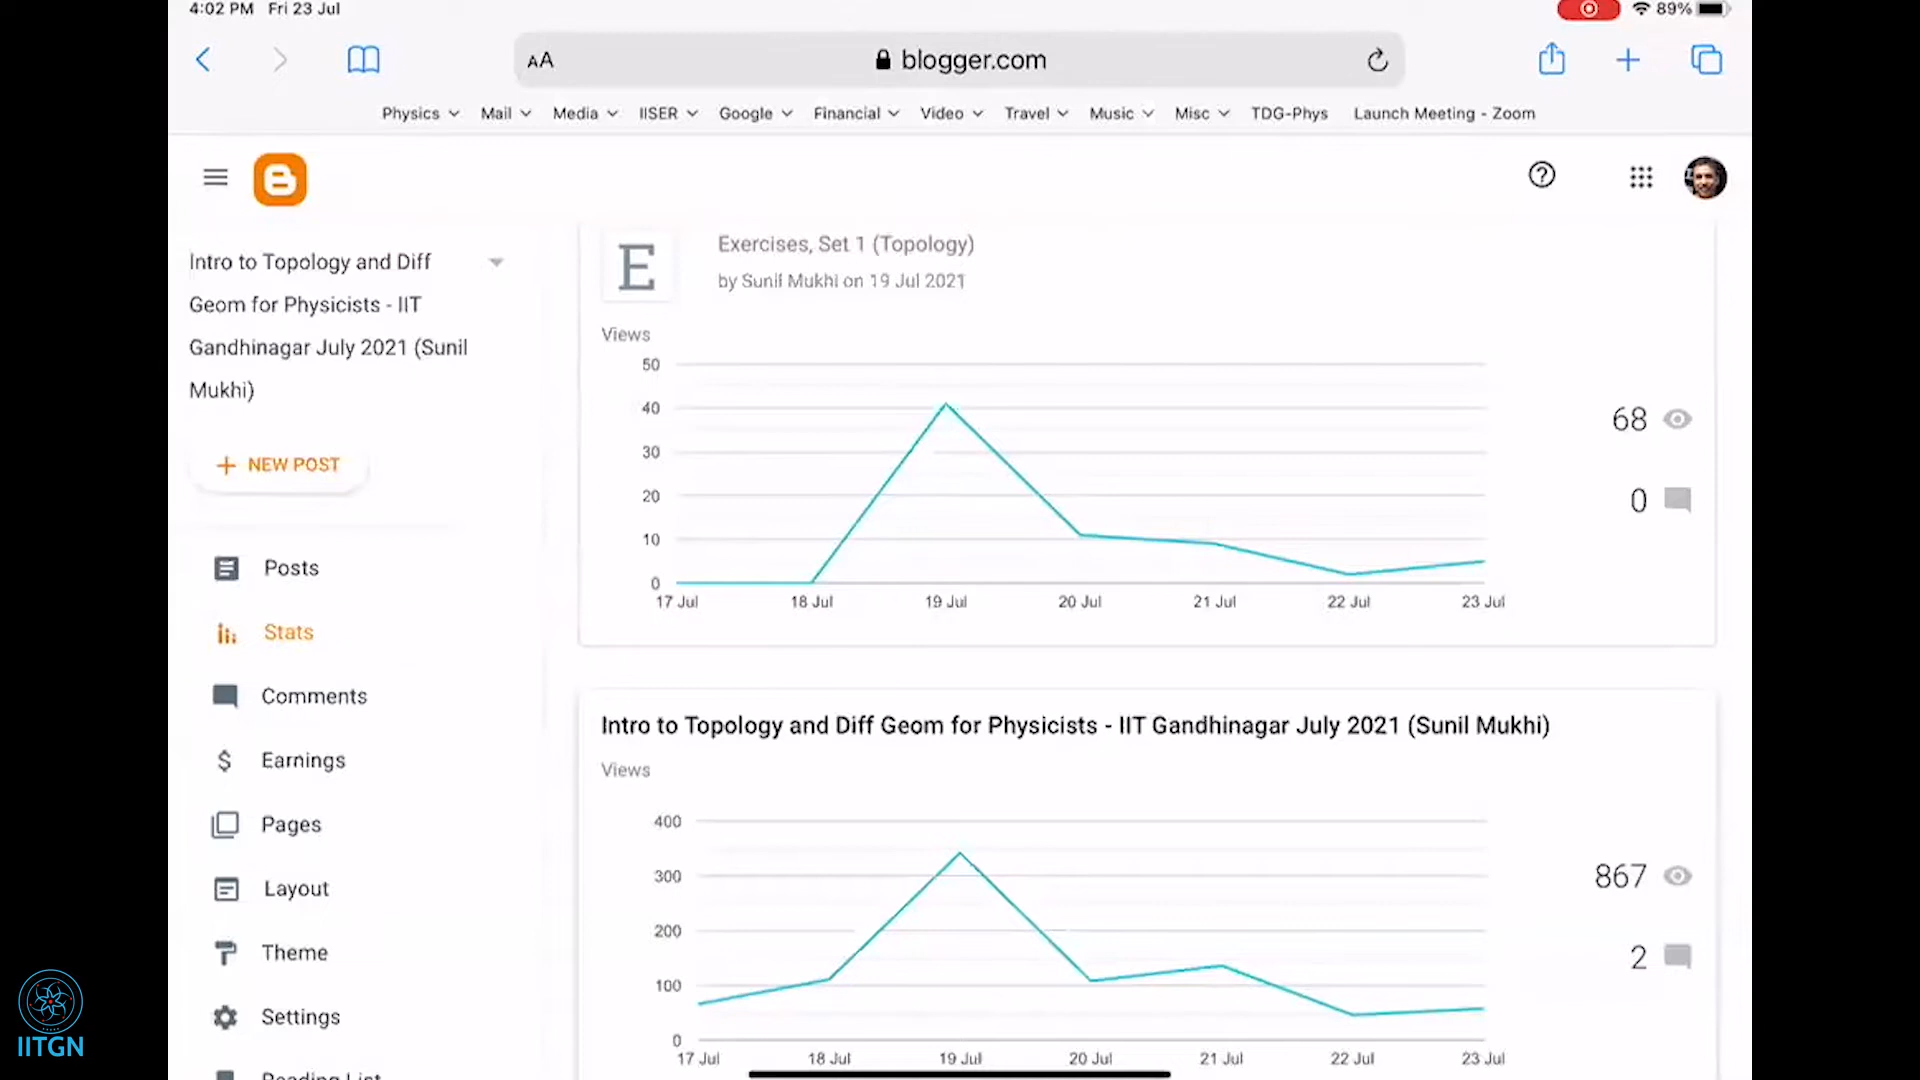 4:02 PM Fri 23 Jul
89%
AA
blogger.com
Physics Mail Media IISER Google Financial Video Travel Music Misc TDG-Phys Launch Meeting - Zoom
Intro to Topology and Diff
Geom for Physicists - IIT
Gandhinagar July 2021 (Sunil
Mukhi)
NEW POST
Posts
Stats
Comments
Earnings
Pages
Layout
Theme
Settings
Reading List
E
Exercises, Set 1 (Topology)
by Sunil Mukhi on 19 Jul 2021
Views
50
40
30
20
10
0
17 Jul 18 Jul 19 Jul 20 Jul 21 Jul 22 Jul 23 Jul
68
0
Intro to Topology and Diff Geom for Physicists - IIT Gandhinagar July 2021 (Sunil Mukhi)
Views
400
300
200
100
0
17 Jul 18 Jul 19 Jul 20 Jul 21 Jul 22 Jul 23 Jul
867
2
IITGN